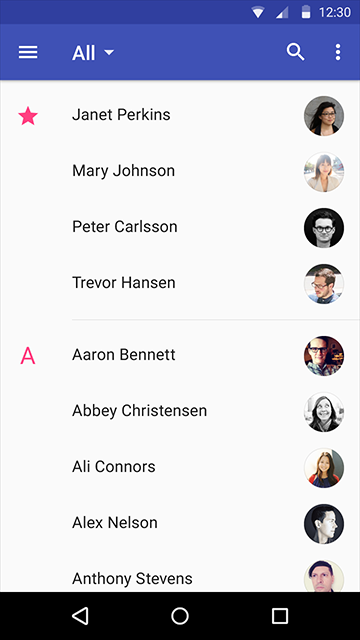 12:30
All
Janet Perkins
Mary Johnson
Peter Carlsson
Trevor Hansen
A
Aaron Bennett
Abbey Christensen
Ali Connors
Alex Nelson
Anthony Stevens